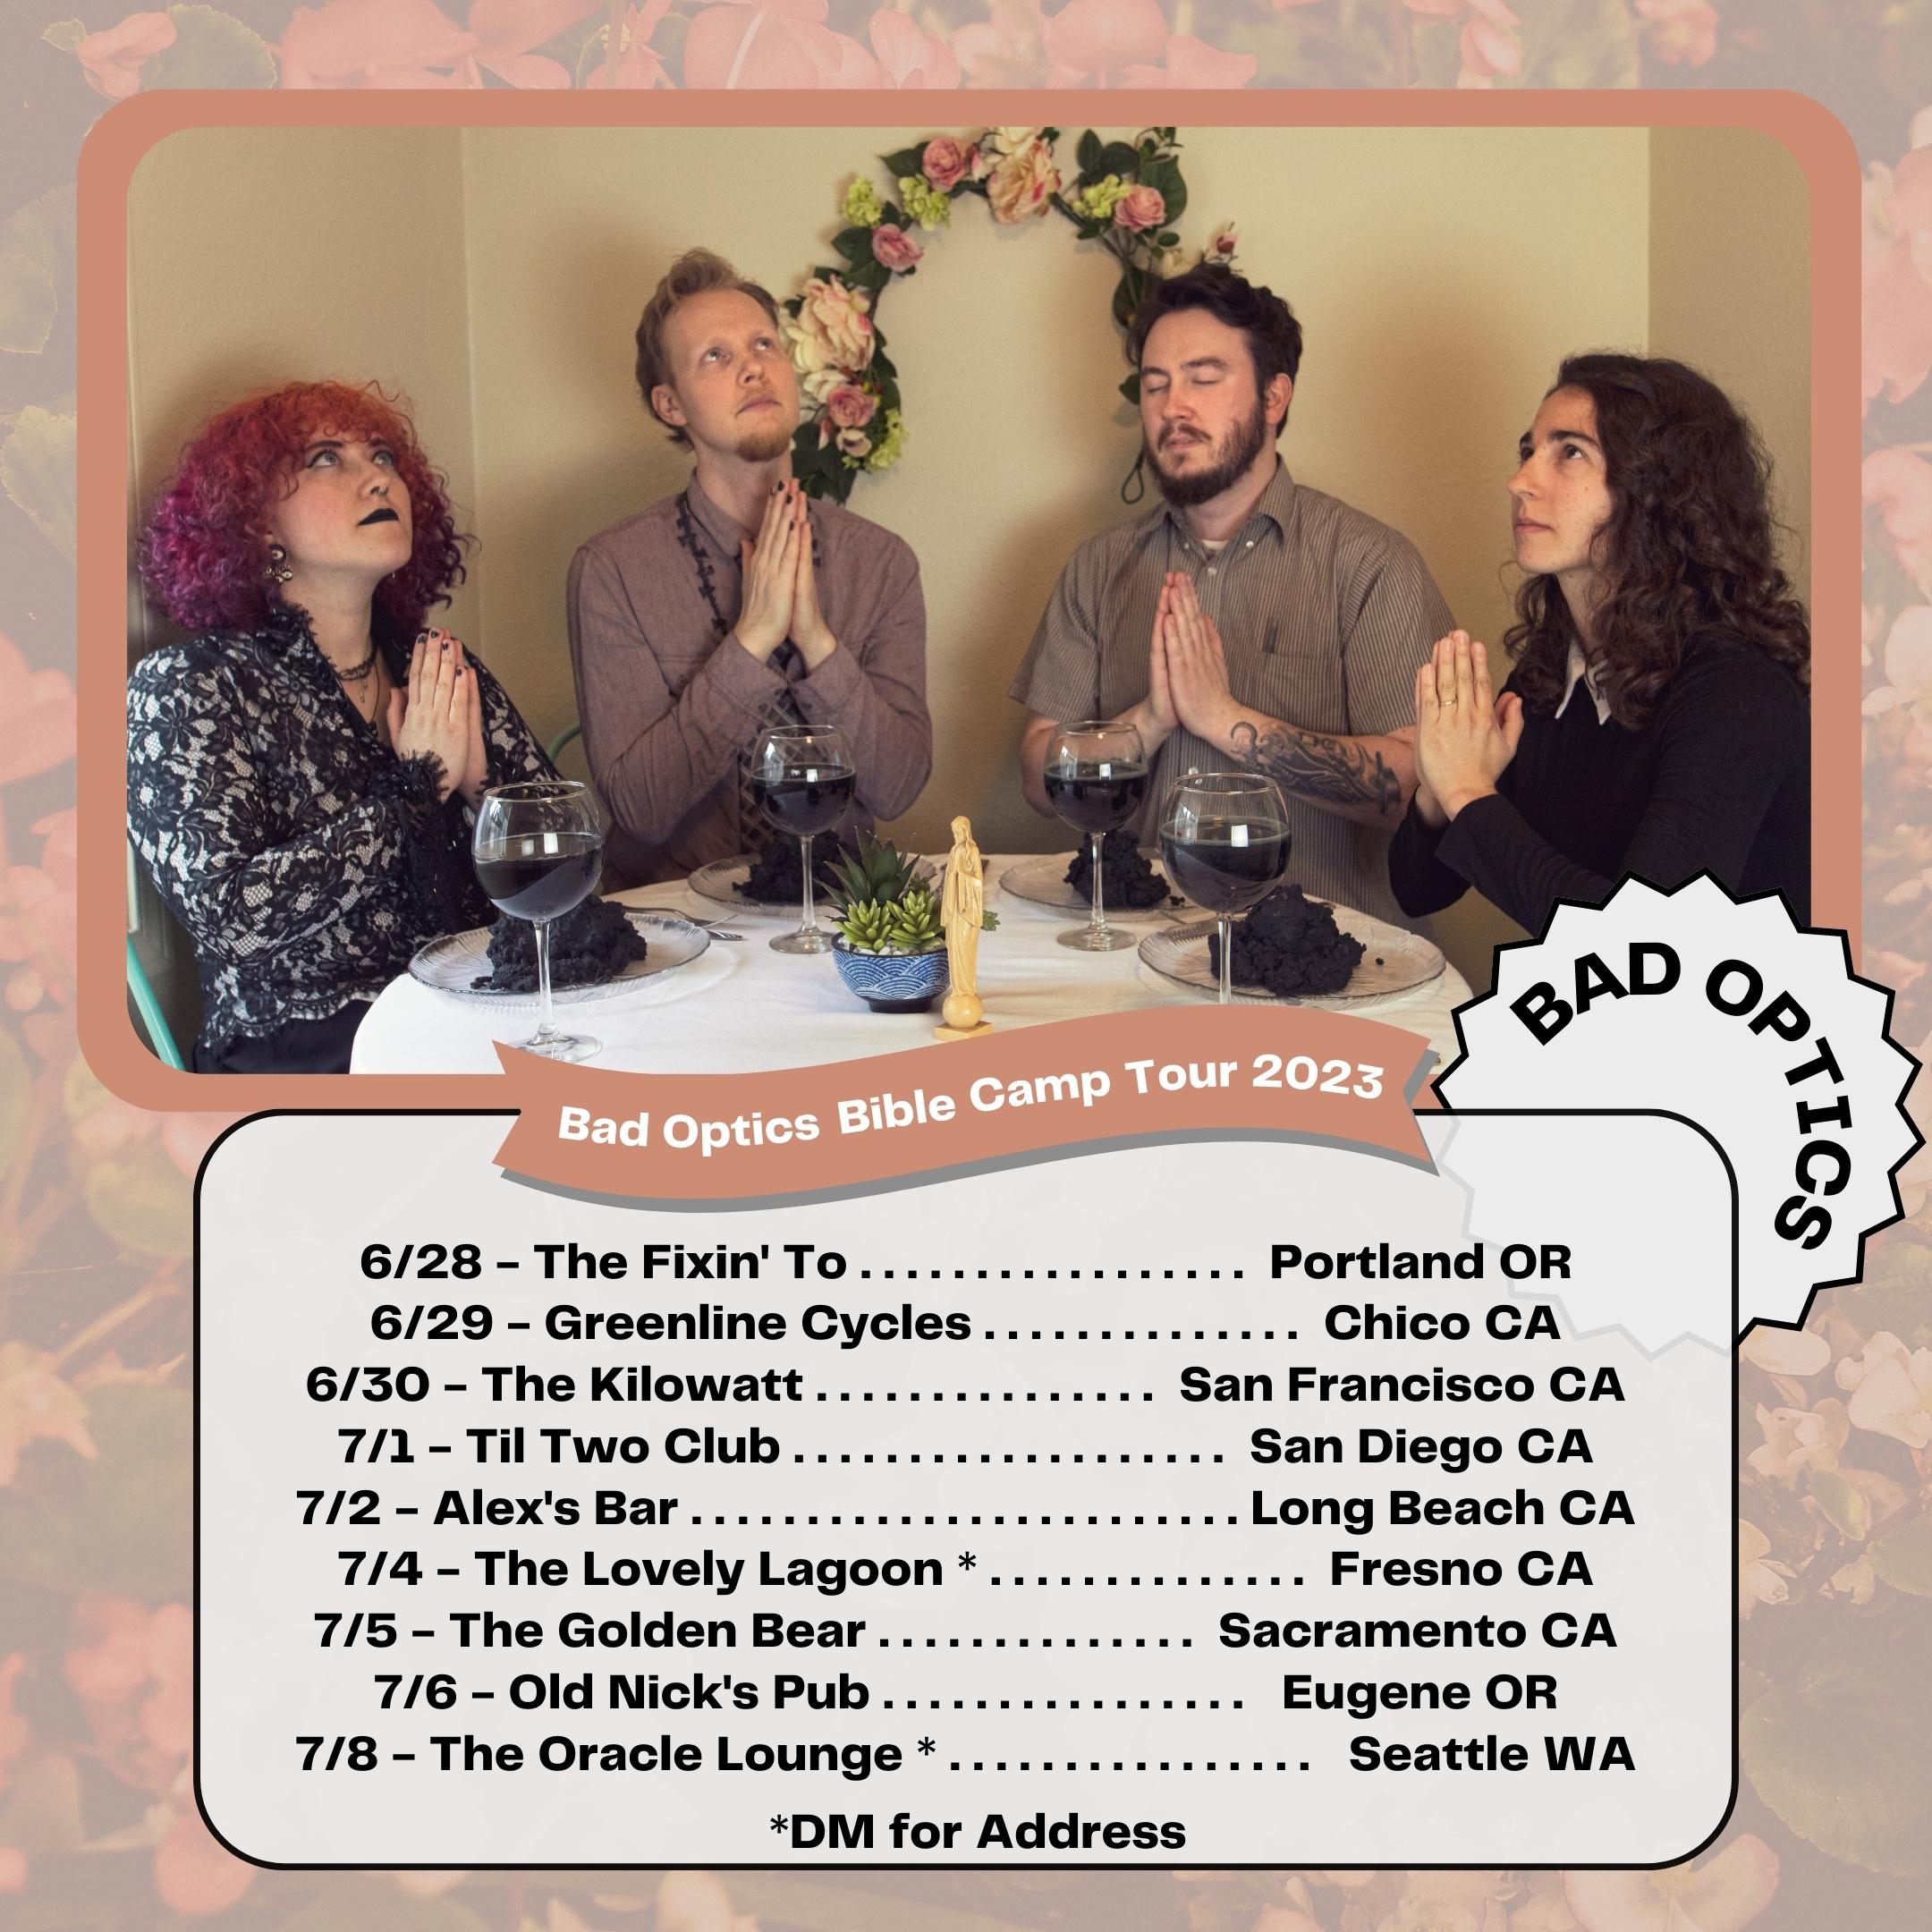 BAD OPTICS
Bad Optics Bible Camp Tour 2023
6/28 – The Fixin' To ................. Portland OR
6/29 – Greenline Cycles .............. Chico CA
6/30 – The Kilowatt ............... San Francisco CA
7/1 – Til Two Club ................... San Diego CA
7/2 – Alex's Bar ........................ Long Beach CA
7/4 – The Lovely Lagoon * .............. Fresno CA
7/5 – The Golden Bear .............. Sacramento CA
7/6 – Old Nick's Pub ................ Eugene OR
7/8 – The Oracle Lounge * ................ Seattle WA
*DM for Address